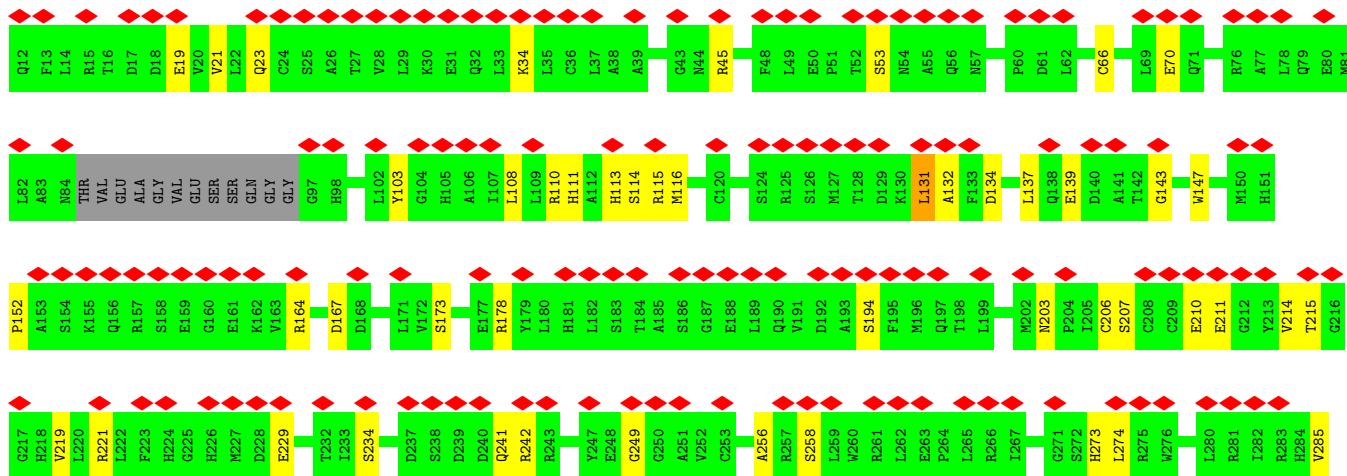 Q12 F13 L14 R15 T16 D17 D18 E19 V20 V21 L22 Q23 C24 S25 A26 T27 V28 L29 K30 E31 Q32 L33 K34 L35 C36 L37 A38 A39 G43 N44 R45 F48 L49 E50 P51 T52 S53 N54 A55 Q56 N57 P60 D61 L62 C66 L69 E70 Q71 R76 A77 L78 Q79 E80 M81
L82 A83 N84 THR VAL GLU ALA GLY VAL GLU SER SER GLN GLY GLY G97 H98 L102 Y103 G104 H105 A106 I107 L108 L109 R110 H111 A112 H113 S114 R115 M116 C120 S124 R125 S126 M127 T128 D129 K130 L131 A132 F133 D134 L137 Q138 E139 D140 A141 T142 G143 W147 M150 H151
P152 A153 S154 K155 Q156 R157 S158 E159 G160 E161 K162 V163 R164 D167 D168 L171 V172 S173 E177 R178 Y179 L180 H181 L182 S183 T184 A185 S186 G187 E188 L189 Q190 V191 D192 A193 S194 F195 M196 Q197 T198 L199 M202 N203 P204 I205 C206 S207 C208 C209 E210 E211 G212 Y213 V214 T215 G216
G217 H218 V219 L220 R221 L222 F223 H224 G225 H226 M227 D228 E229 T232 I233 S234 D237 S238 D239 D240 Q241 R242 R243 Y247 E248 G249 G250 A251 V252 C253 A256 R257 S258 L259 W260 R261 L262 E263 P264 L265 R266 I267 G271 S272 H273 L274 R275 W276 L280 R281 I282 R283 H284 V285